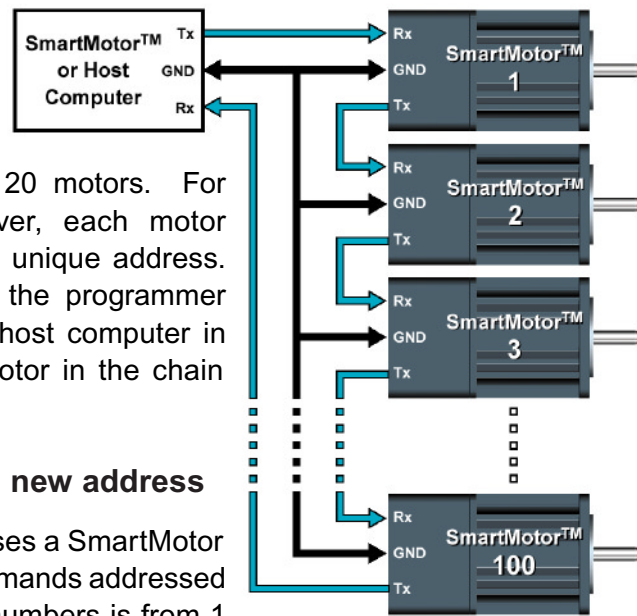 SmartMotor™ Tx
or Host GND
Computer Rx
Rx
SmartMotor™
GND
1
Tx
20 motors. For
ver, each motor
unique address.
the programmer
host computer in
otor in the chain
new address
ses a SmartMotor
mands addressed
numbers is from 1
Rx
SmartMotor™
GND
2
Tx
Rx
SmartMotor™
GND
3
Tx
Rx
SmartMotor™
GND
100
Tx